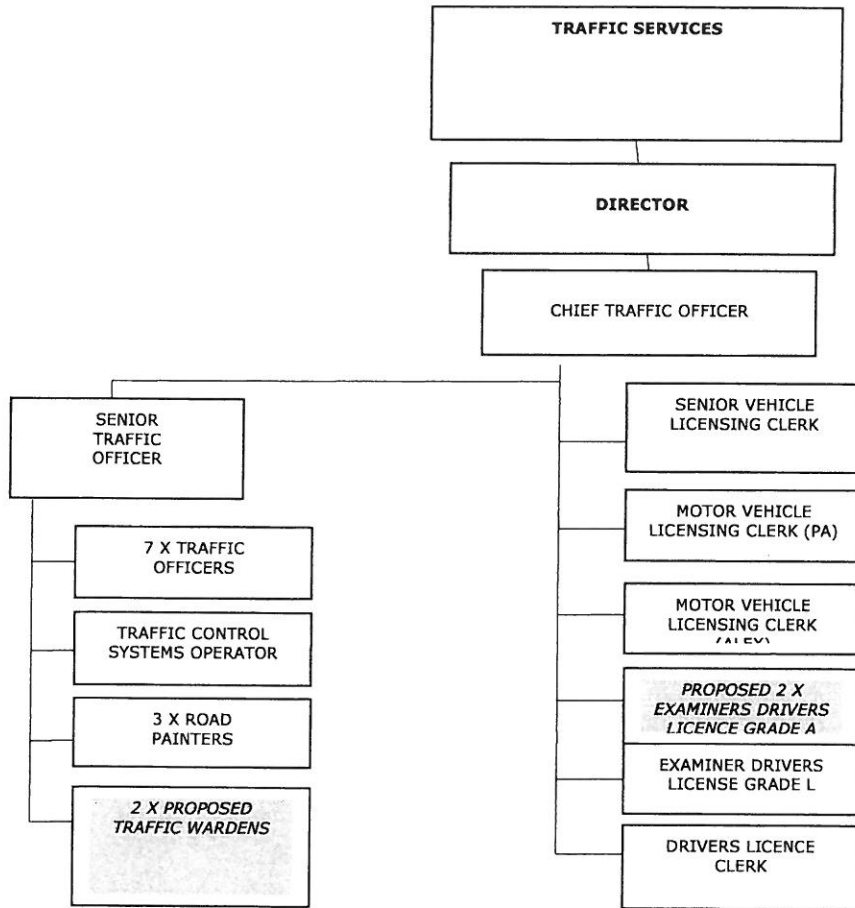 TRAFFIC SERVICES
DIRECTOR
CHIEF TRAFFIC OFFICER
SENIOR
TRAFFIC
OFFICER
7 X TRAFFIC
OFFICERS
TRAFFIC CONTROL
SYSTEMS OPERATOR
3 X ROAD
PAINTERS
2 X PROPOSED
TRAFFIC WARDENS
SENIOR VEHICLE
LICENSING CLERK
MOTOR VEHICLE
LICENSING CLERK (PA)
MOTOR VEHICLE
LICENSING CLERK
PROPOSED 2 X
EXAMINERS DRIVERS
LICENCE GRADE A
EXAMINER DRIVERS
LICENSE GRADE L
DRIVERS LICENCE
CLERK